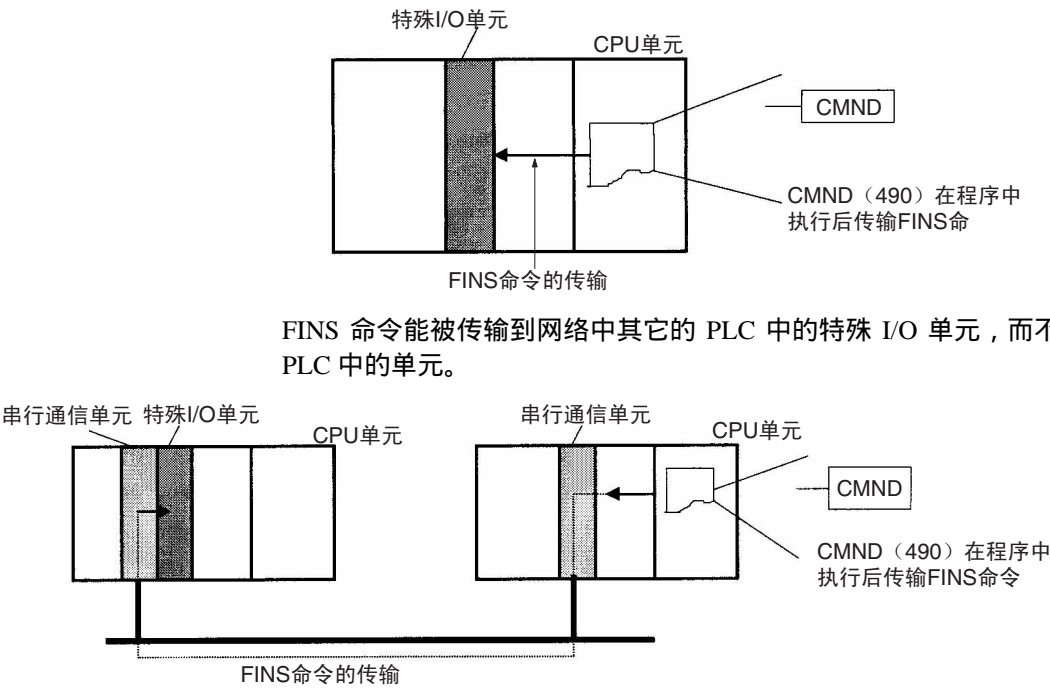 特殊I/O单元
CPU单元
CMND
CMND（490）在程序中
执行后传输FINS命
FINS命令的传输
FINS 命令能被传输到网络中其它的 PLC 中的特殊 I/O 单元，而不
PLC 中的单元。
串行通信单元 特殊I/O单元
CPU单元
串行通信单元
CPU单元
CMND
CMND（490）在程序中
执行后传输FINS命令
FINS命令的传输